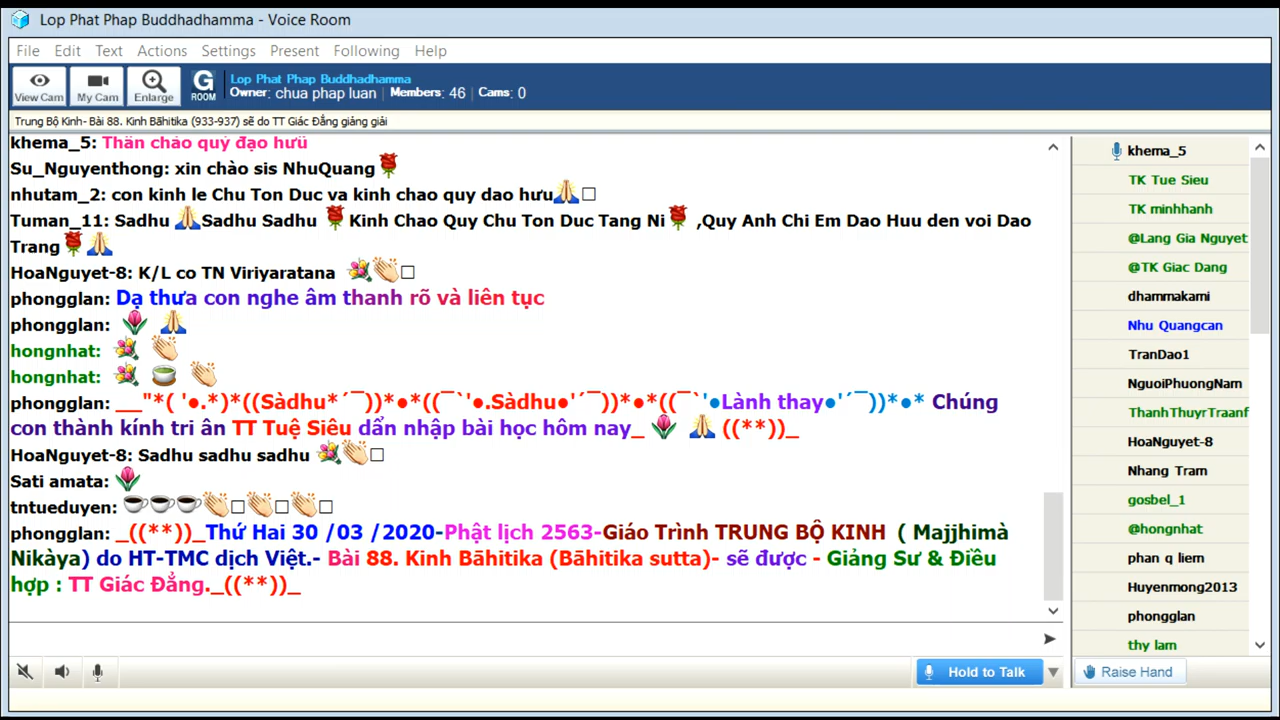 Lop Phat Phap Buddhadhamma - Voice Room
File Edit Text Actions Settings Present Following Help
View Cam My Cam Enlarge G ROOM
Lop Phat Phap Buddhadhamma
Owner: chua phap luan | Members: 46 | Cams: 0
Trung Bộ Kinh- Bài 88. Kinh Bāhitika (933-937) sẽ do TT Giác Đẳng giảng giải
khema_5: Thân chào quý đạo hữu
Su_Nguyenthong: xin chào sis NhuQuang🌹
nhutam_2: con kinh le Chu Ton Duc va kinh chao quy dao hưu🙏□
Tuman_11: Sadhu 🙏Sadhu Sadhu 🌹Kinh Chao Quy Chu Ton Duc Tang Ni🌹 ,Quy Anh Chi Em Dao Huu den voi Dao
Trang🌹🙏
HoaNguyet-8: K/L co TN Viriyaratana 💐👏□
phongglan: Dạ thưa con nghe âm thanh rõ và liên tục
phongglan: 🌷 🙏
hongnhat: 💐 👏
hongnhat: 💐 🍵 👏
phongglan: __"*( '●.*)*((Sàdhu*´¯))*●*((¯`'●.Sàdhu●'´¯))*●*((¯`'●Lành thay●'´¯))*●* Chúng
con thành kính tri ân TT Tuệ Siêu dẩn nhập bài học hôm nay_ 🌷 🙏 ((**))_
HoaNguyet-8: Sadhu sadhu sadhu 💐👏□
Sati amata: 🌷
tntueduyen: ☕☕☕👏□👏□👏□
phongglan: _((**))_Thứ Hai 30 /03 /2020-Phật lịch 2563-Giáo Trình TRUNG BỘ KINH ( Majjhimà
Nikàya) do HT-TMC dịch Việt.- Bài 88. Kinh Bāhitika (Bāhitika sutta)- sẽ được - Giảng Sư & Điều
hợp : TT Giác Đẳng._((**))_
khema_5
TK Tue Sieu
TK minhhanh
@Lang Gia Nguyet
@TK Giac Dang
dhammakami
Nhu Quangcan
TranDao1
NguoiPhuongNam
ThanhThuyrTraanf
HoaNguyet-8
Nhang Tram
gosbel_1
@hongnhat
phan q liem
Huyenmong2013
phongglan
thy lam
Hold to Talk
Raise Hand